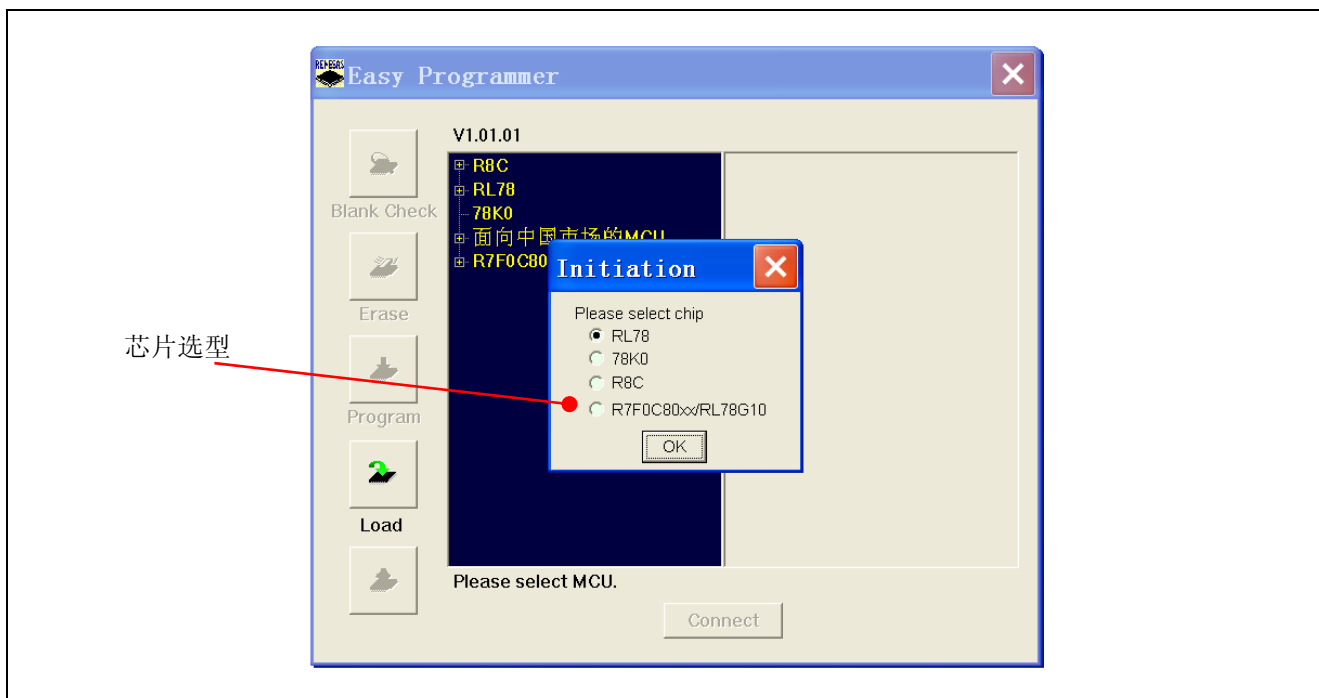 RENESAS
Easy Programmer
V1.01.01
R8C
RL78
78K0
面向中国市场的MCU
R7F0C80
Blank Check
Erase
Program
Load
芯片选型
Initiation
Please select chip
RL78
78K0
R8C
R7F0C80xx/RL78G10
OK
Please select MCU.
Connect